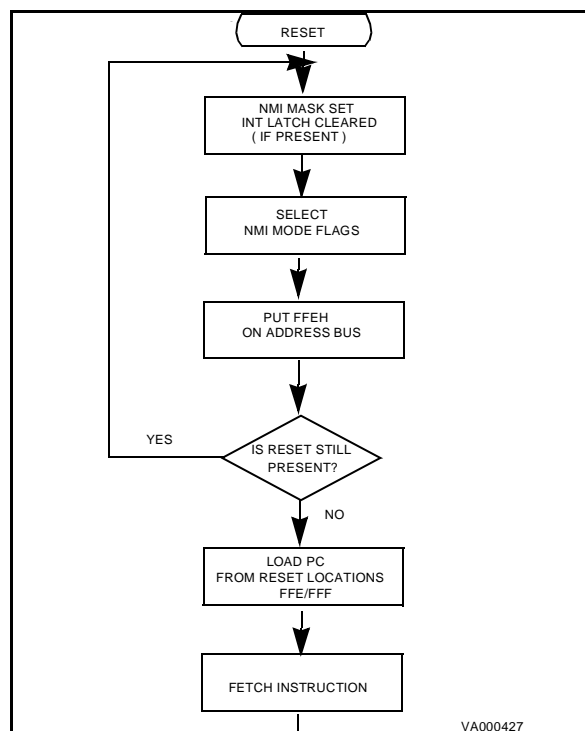 RESET
NMI MASK SET
INT LATCH CLEARED
( IF PRESENT )
SELECT
NMI MODE FLAGS
PUT FFEH
ON ADDRESS BUS
YES
IS RESET STILL
PRESENT?
NO
LOAD PC
FROM RESET LOCATIONS
FFE/FFF
FETCH INSTRUCTION
VA000427